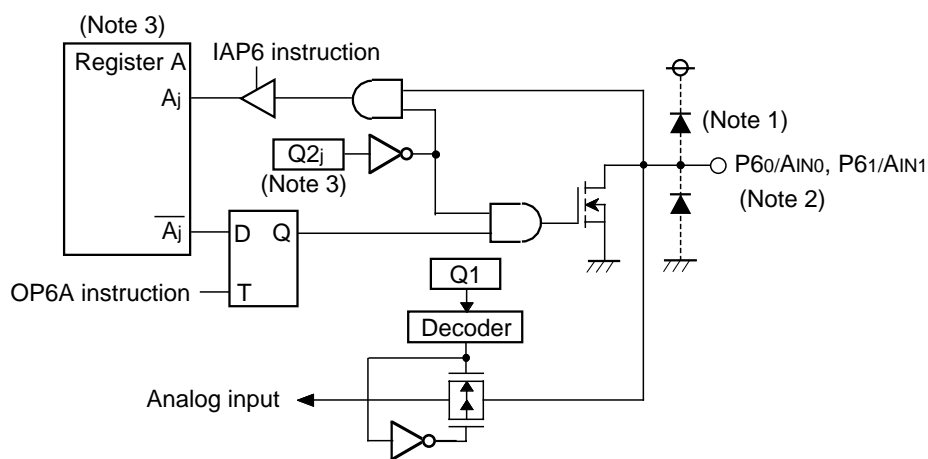 (Note 3)
IAP6 instruction
Register A
Aj
(Note 1)
Q2j
(Note 3)
P60/AIN0, P61/AIN1
(Note 2)
Aj
D
Q
Q1
OP6A instruction
T
Decoder
Analog input